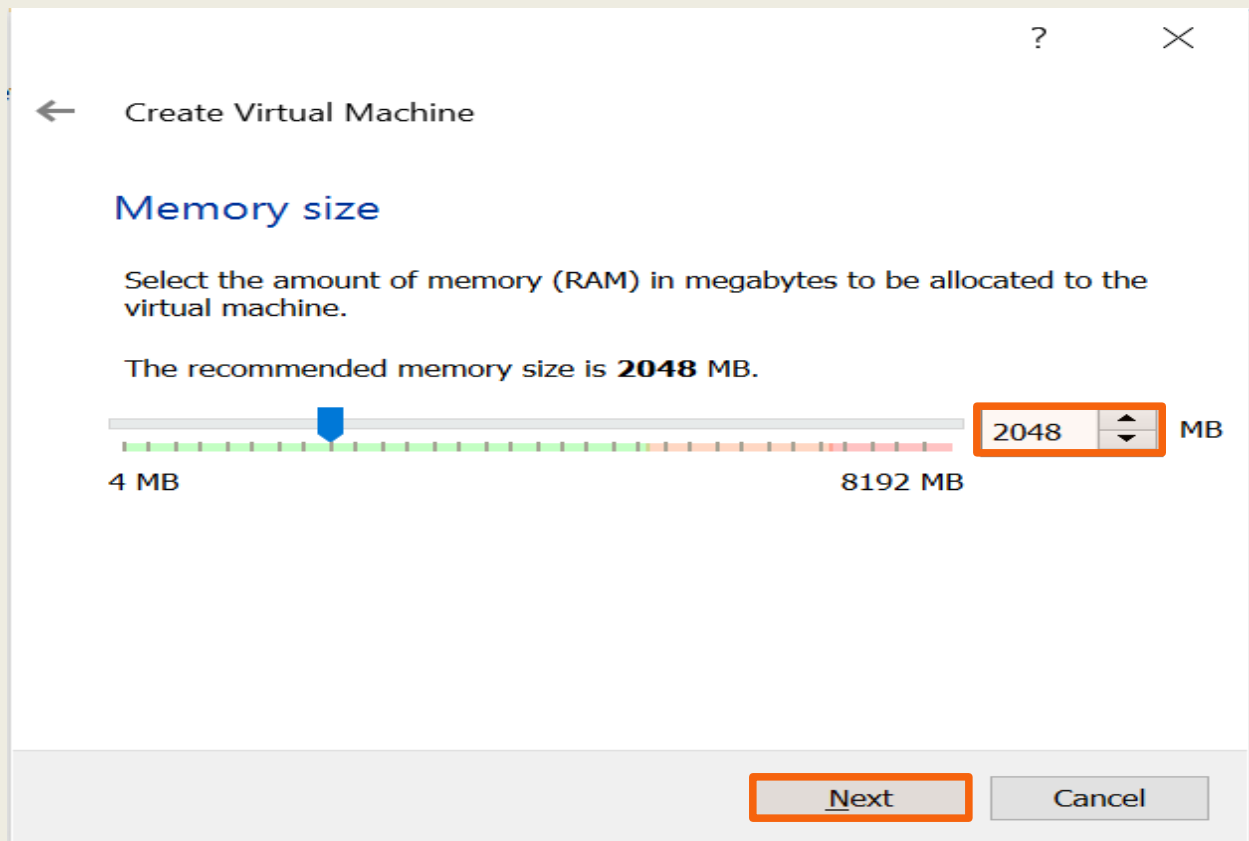 ?
Create Virtual Machine
Memory size
Select the amount of memory (RAM) in megabytes to be allocated to the
virtual machine.
The recommended memory size is 2048 MB.
2048 MB
4 MB 8192 MB
Next Cancel